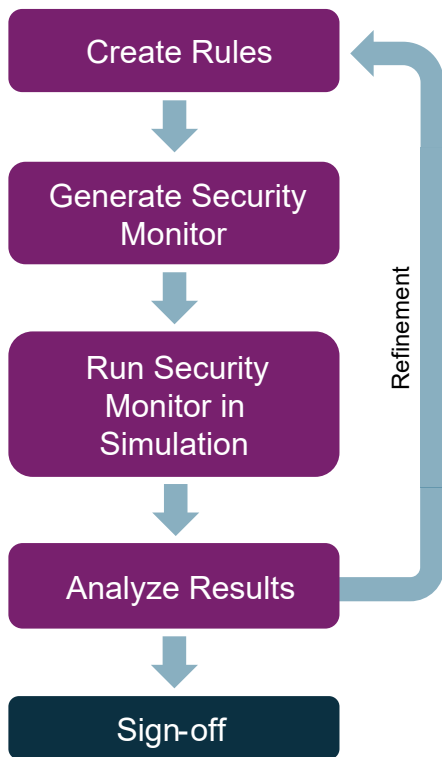 Create Rules
Generate Security
Monitor
Run Security
Monitor in
Simulation
Refinement
Analyze Results
Sign-off